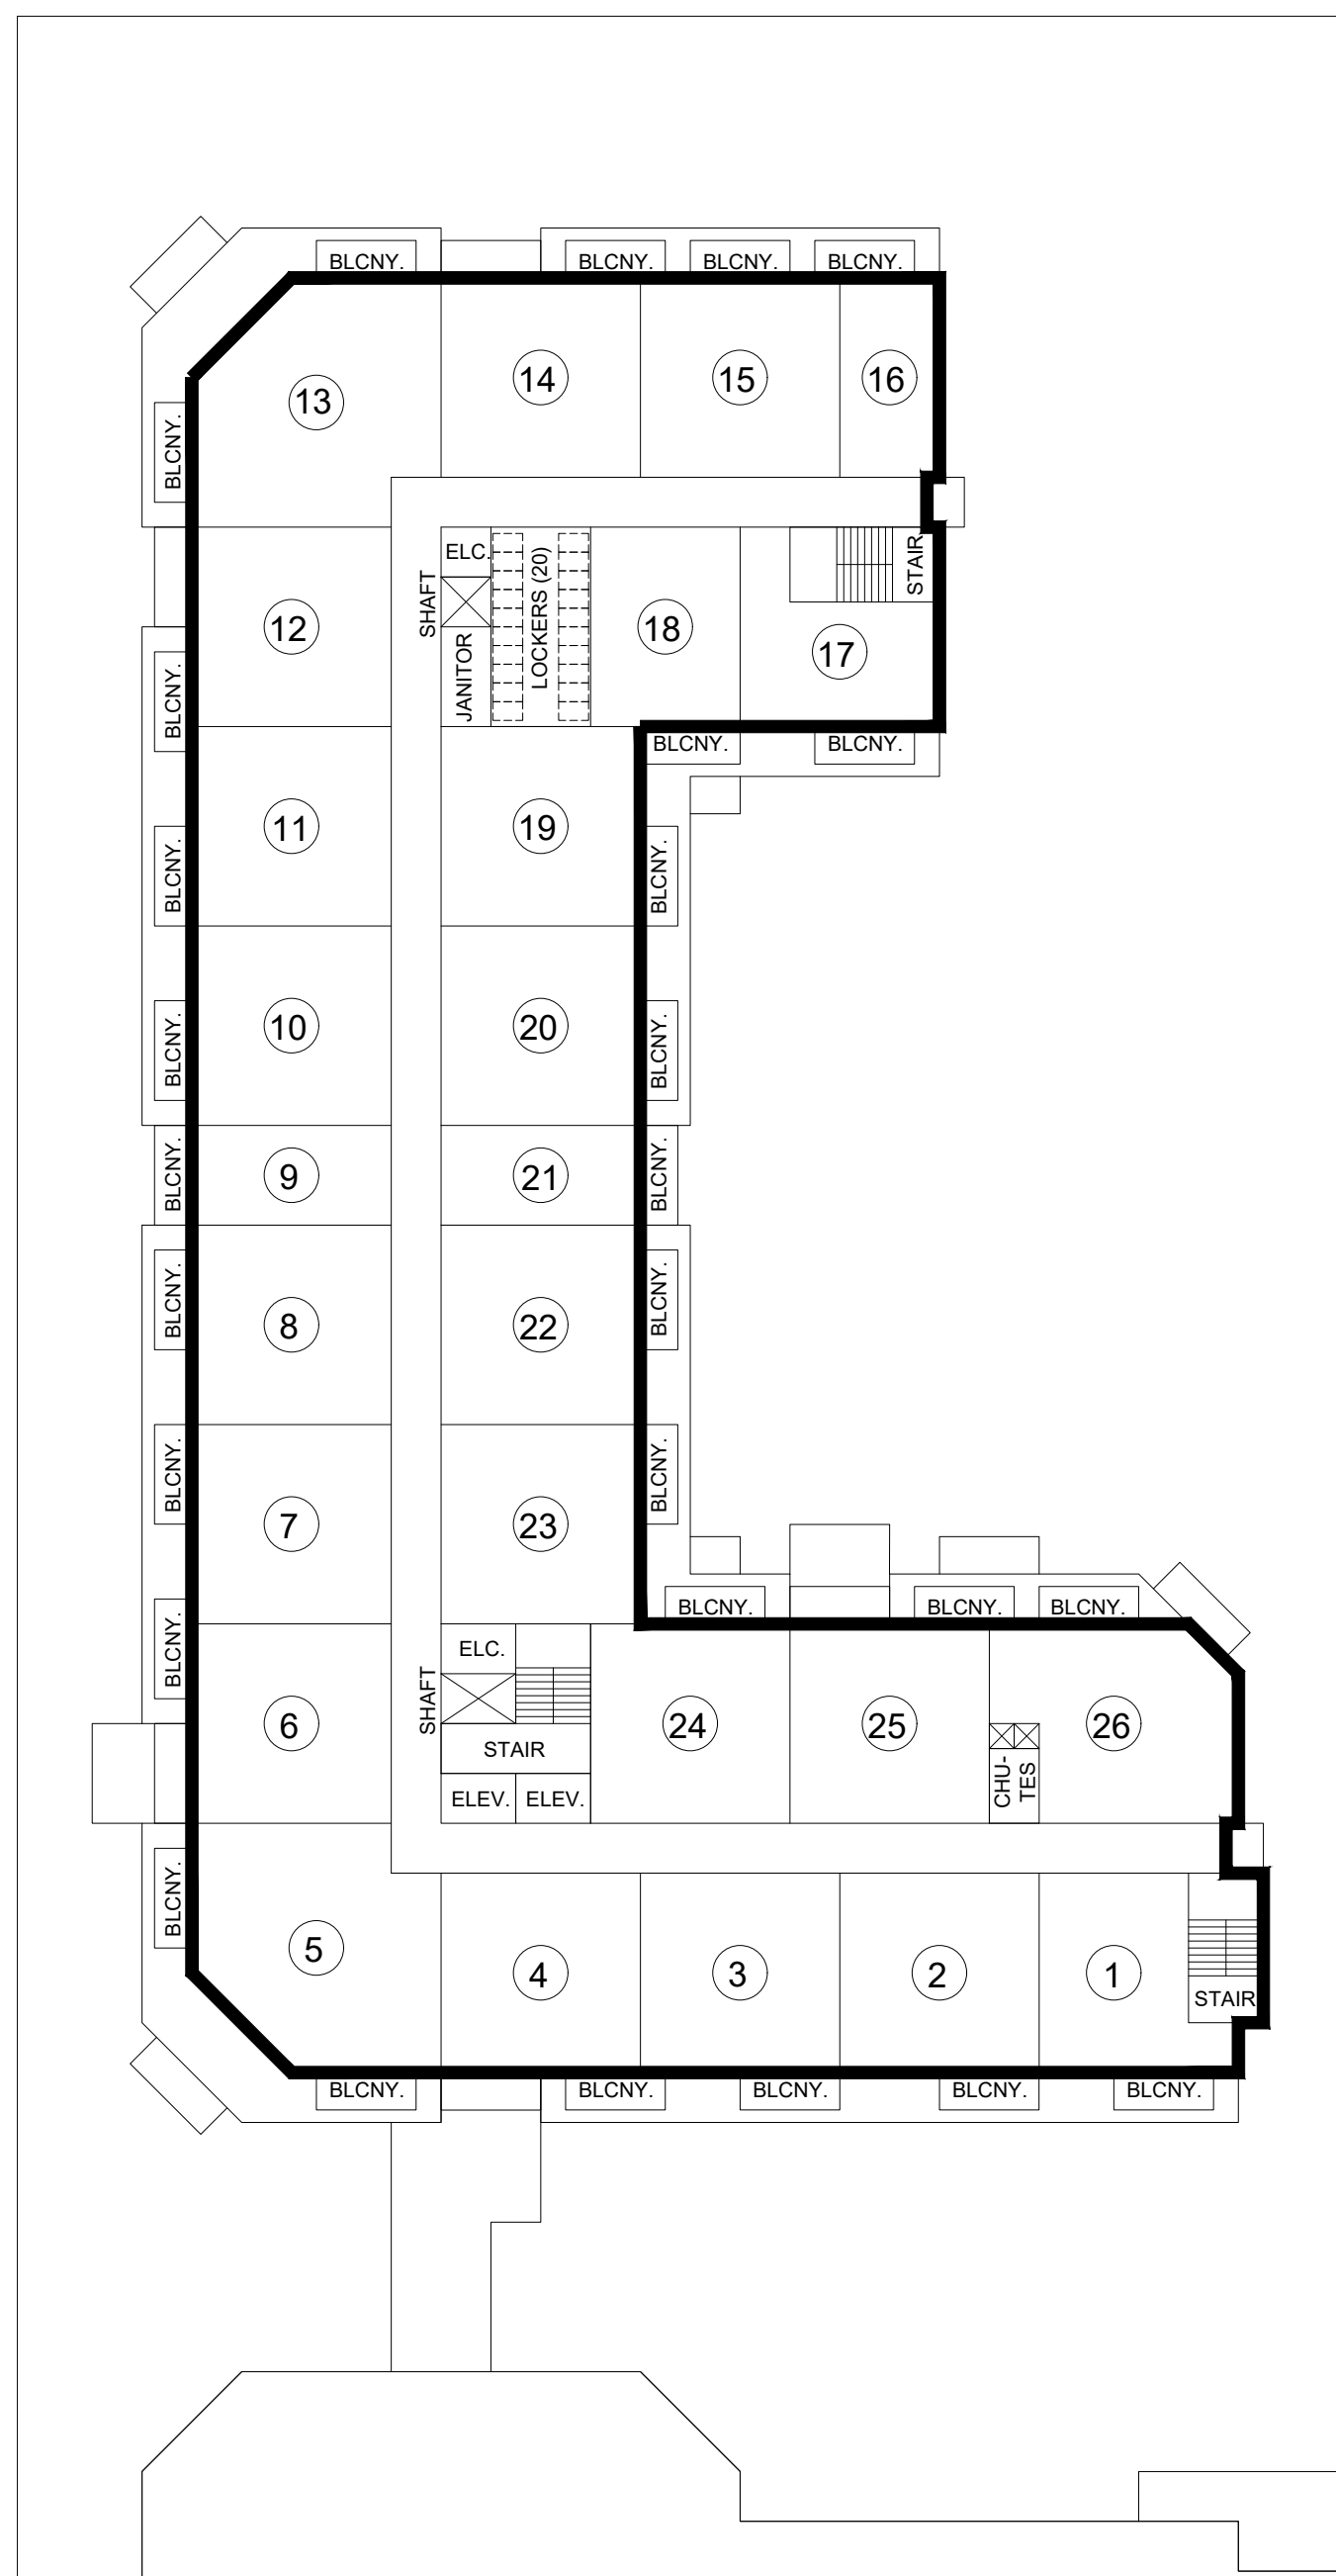 BLCNY.
BLCNY.
BLCNY.
BLCNY.
13
14
15
16
BLCNY.
ELC.
SHAFT
JANITOR
LOCKERS (20)
STAIR
12
18
17
BLCNY.
BLCNY.
BLCNY.
11
19
BLCNY.
BLCNY.
10
20
BLCNY.
BLCNY.
9
21
BLCNY.
BLCNY.
8
22
BLCNY.
BLCNY.
7
23
BLCNY.
BLCNY.
BLCNY.
BLCNY.
BLCNY.
BLCNY.
ELC.
SHAFT
STAIR
ELEV.
ELEV.
6
24
25
26
CHU-
TES
BLCNY.
5
4
3
2
1
STAIR
BLCNY.
BLCNY.
BLCNY.
BLCNY.
BLCNY.